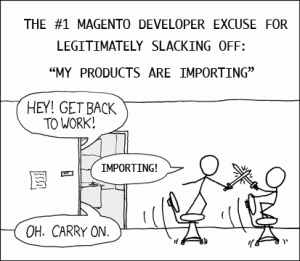 THE #1 MAGENTO DEVELOPER EXCUSE FOR
LEGITIMATELY SLACKING OFF:
“MY PRODUCTS ARE IMPORTING”
HEY! GET BACK
TO WORK!
IMPORTING!
OH. CARRY ON.